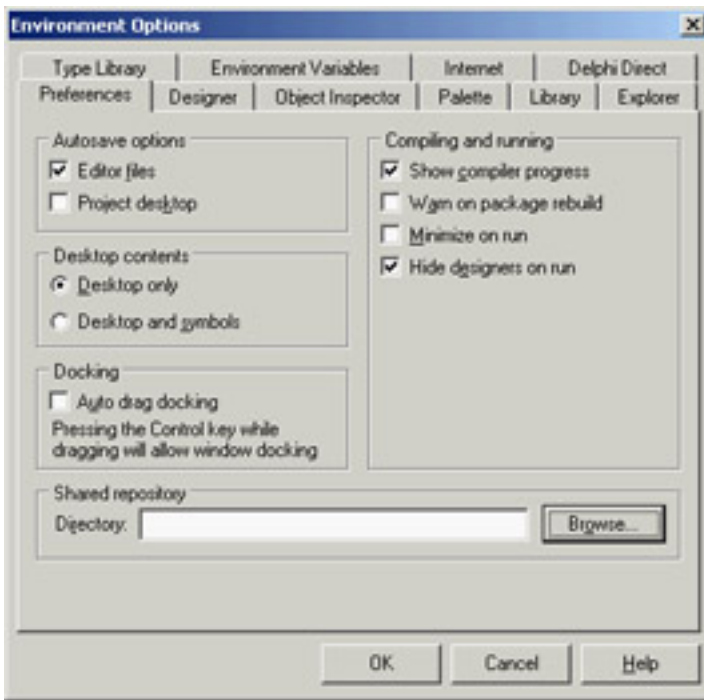 Environment Options
Type Library
Environment Variables
Internet
Delphi Direct
Preferences
Designer
Object Inspector
Palette
Library
Explorer
Autosave options
Editor files
Project desktop
Desktop contents
Desktop only
Desktop and symbols
Docking
Auto drag docking
Pressing the Control key while
dragging will allow window docking
Compiling and running
Show compiler progress
Warn on package rebuild
Minimize on run
Hide designers on run
Shared repository
Directory:
Browse...
OK
Cancel
Help